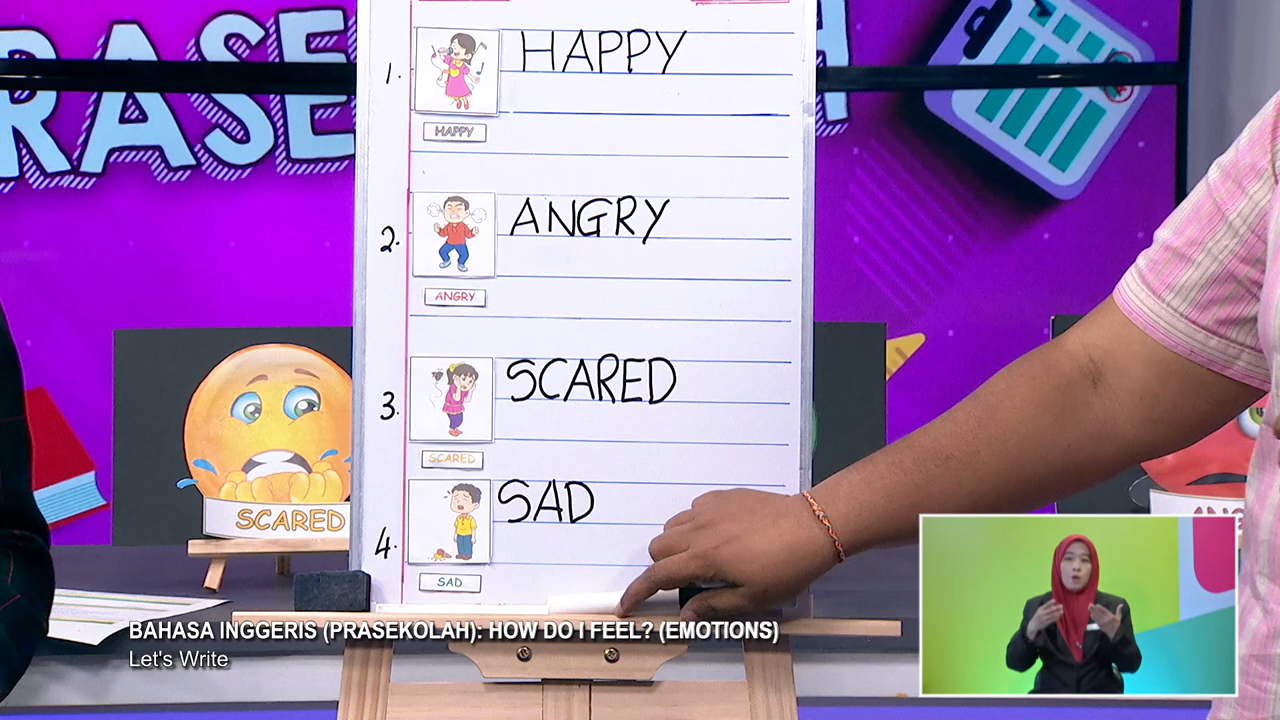 RASE
1. HAPPY
HAPPY
2. ANGRY
ANGRY
3. SCARED
SCARED
4. SAD
SAD
SCARED
BAHASA INGGERIS (PRASEKOLAH): HOW DO I FEEL? (EMOTIONS)
Let's Write